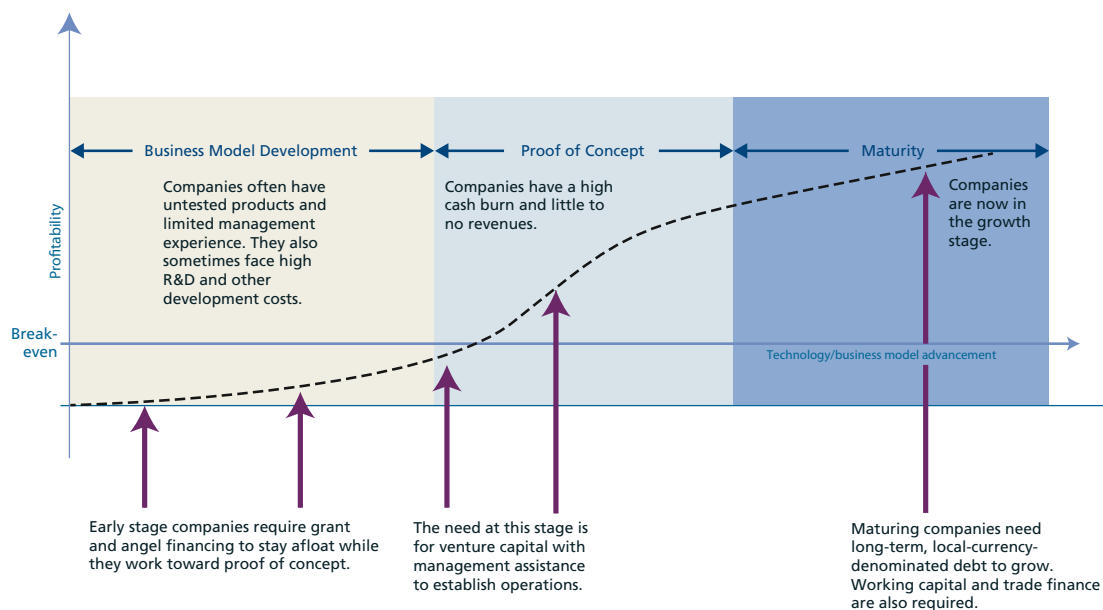 Business Model Development
Proof of Concept
Maturity
Companies often have
untested products and
limited management
experience. They also
sometimes face high
R&D and other
development costs.
Companies have a high
cash burn and little to
no revenues.
Companies
are now in
the growth
stage.
Profitability
Break-
even
Technology/business model advancement
Early stage companies require grant
and angel financing to stay afloat while
they work toward proof of concept.
The need at this stage is
for venture capital with
management assistance
to establish operations.
Maturing companies need
long-term, local-currency-
denominated debt to grow.
Working capital and trade finance
are also required.